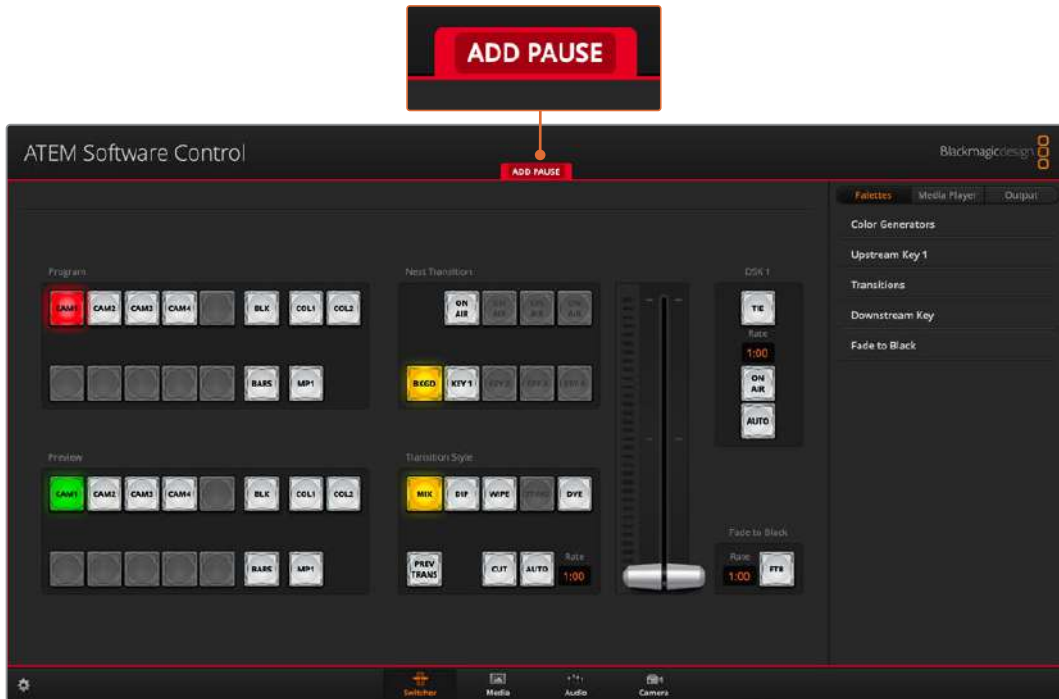 ADD PAUSE
ATEM Software Control
Blackmagicdesign
ADD PAUSE
Palettes Media Player Output
Color Generators
Upstream Key 1
Transitions
Downstream Key
Fade to Black
Program
CAM1 CAM2 CAM3 CAM4 BLK COL1 COL2
BARS MP1
Next Transition
ON AIR
BKGD KEY 1
DSK 1
TIE
Rate
1:00
ON AIR
AUTO
Preview
CAM1 CAM2 CAM3 CAM4 BLK COL1 COL2
BARS MP1
Transition Style
MIX DIP WIPE DVE
PREV TRANS
CUT AUTO
Rate
1:00
Fade to Black
Rate
1:00
FTB
Switcher Media Audio Camera